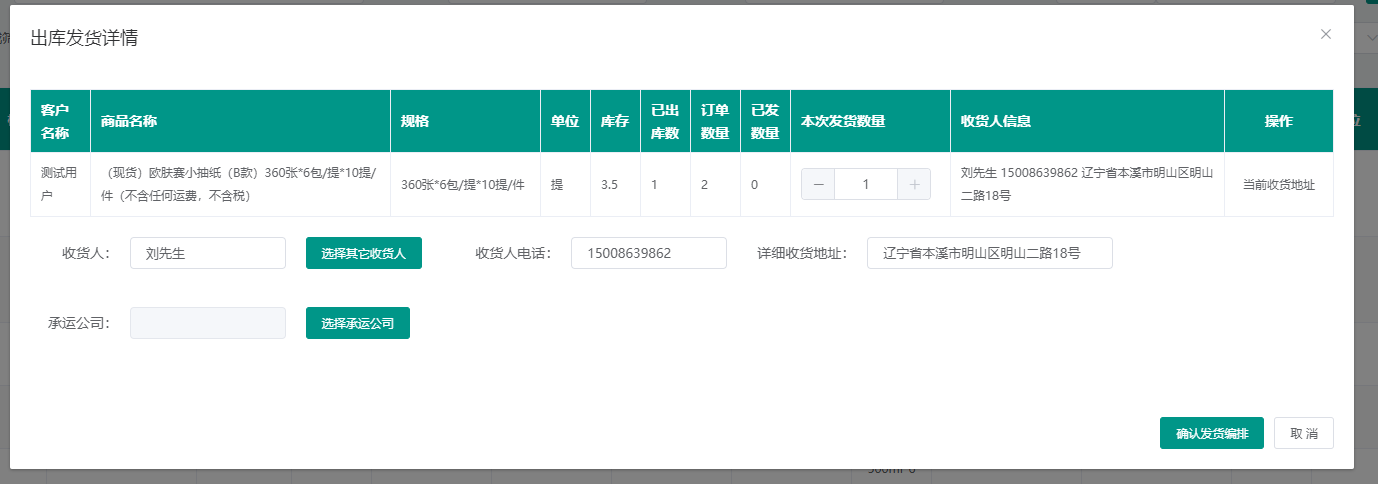 出库发货详情
客户
名称
商品名称
规格
单位
库存
已出
库数
订单
数量
已发
数量
本次发货数量
收货人信息
操作
测试用
户
（现货）欧肤赛小抽纸（B款）360张*6包/提*10提/
件（不含任何运费，不含税）
360张*6包/提*10提/件
提
3.5
1
2
0
1
刘先生 15008639862 辽宁省本溪市明山区明山
二路18号
当前收货地址
收货人：
刘先生
选择其它收货人
收货人电话：
15008639862
详细收货地址：
辽宁省本溪市明山区明山二路18号
承运公司：
选择承运公司
确认发货编排
取 消